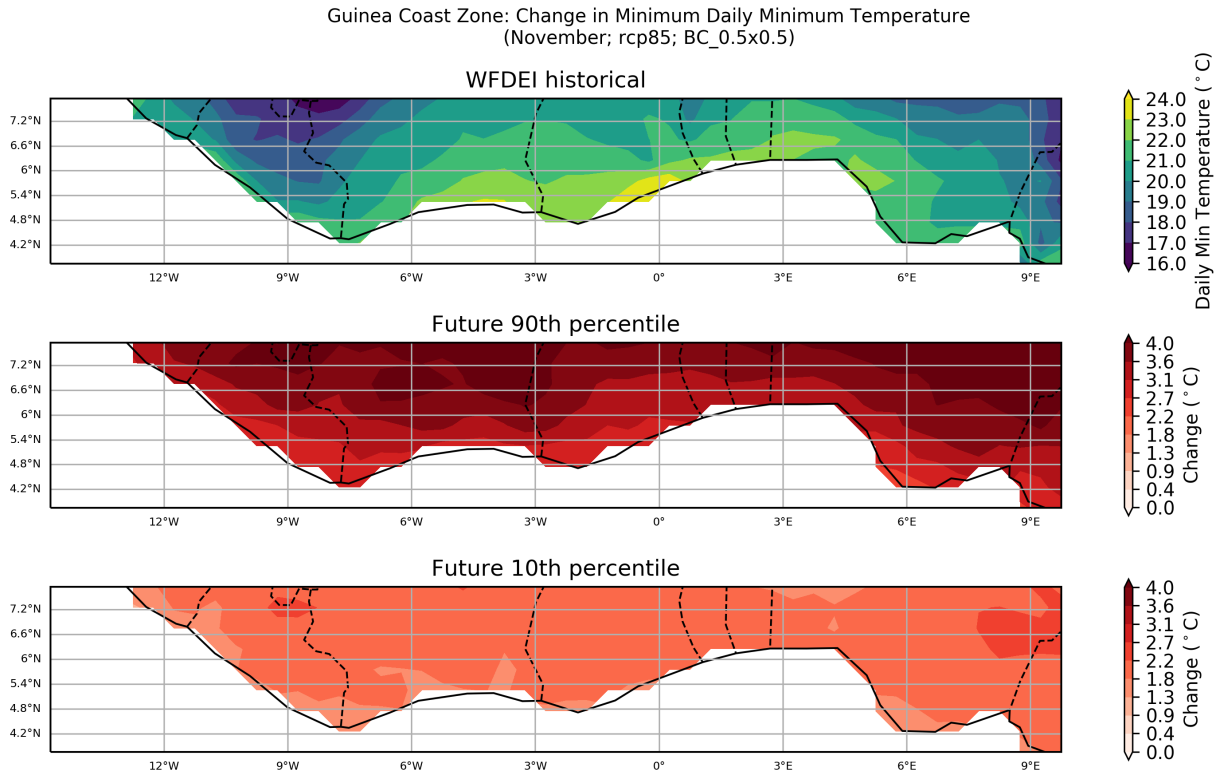 Guinea Coast Zone: Change in Minimum Daily Minimum Temperature
(November; rcp85; BC_0.5x0.5)
WFDEI historical
7.2°N
6.6°N
6°N
5.4°N
4.8°N
4.2°N
12°W 9°W 6°W 3°W 0° 3°E 6°E 9°E
24.0
23.0
22.0
21.0
20.0
19.0
18.0
17.0
16.0
Daily Min Temperature (°C)
Future 90th percentile
7.2°N
6.6°N
6°N
5.4°N
4.8°N
4.2°N
12°W 9°W 6°W 3°W 0° 3°E 6°E 9°E
4.0
3.6
3.1
2.7
2.2
1.8
1.3
0.9
0.4
0.0
Change (°C)
Future 10th percentile
7.2°N
6.6°N
6°N
5.4°N
4.8°N
4.2°N
12°W 9°W 6°W 3°W 0° 3°E 6°E 9°E
4.0
3.6
3.1
2.7
2.2
1.8
1.3
0.9
0.4
0.0
Change (°C)